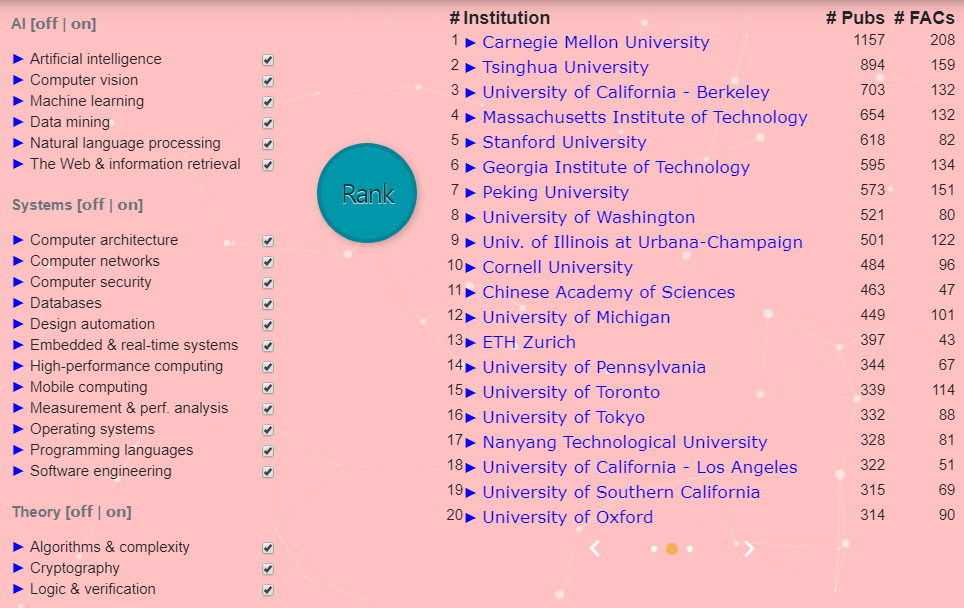 AI [off | on]
Artificial intelligence
Computer vision
Machine learning
Data mining
Natural language processing
The Web & information retrieval
Systems [off | on]
Computer architecture
Computer networks
Computer security
Databases
Design automation
Embedded & real-time systems
High-performance computing
Mobile computing
Measurement & perf. analysis
Operating systems
Programming languages
Software engineering
Theory [off | on]
Algorithms & complexity
Cryptography
Logic & verification
Rank
# Institution # Pubs # FACs
1 Carnegie Mellon University 1157 208
2 Tsinghua University 894 159
3 University of California - Berkeley 703 132
4 Massachusetts Institute of Technology 654 132
5 Stanford University 618 82
6 Georgia Institute of Technology 595 134
7 Peking University 573 151
8 University of Washington 521 80
9 Univ. of Illinois at Urbana-Champaign 501 122
10 Cornell University 484 96
11 Chinese Academy of Sciences 463 47
12 University of Michigan 449 101
13 ETH Zurich 397 43
14 University of Pennsylvania 344 67
15 University of Toronto 339 114
16 University of Tokyo 332 88
17 Nanyang Technological University 328 81
18 University of California - Los Angeles 322 51
19 University of Southern California 315 69
20 University of Oxford 314 90